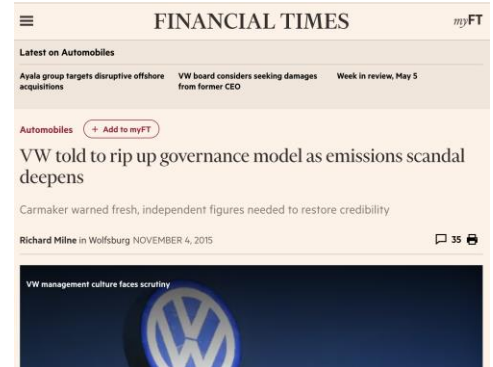 FINANCIAL TIMES
myFT
Latest on Automobiles
Ayala group targets disruptive offshore
acquisitions
VW board considers seeking damages
from former CEO
Week in review, May 5
Automobiles
+ Add to myFT
VW told to rip up governance model as emissions scandal
deepens
Carmaker warned fresh, independent figures needed to restore credibility
Richard Milne in Wolfsburg NOVEMBER 4, 2015
35
VW management culture faces scrutiny